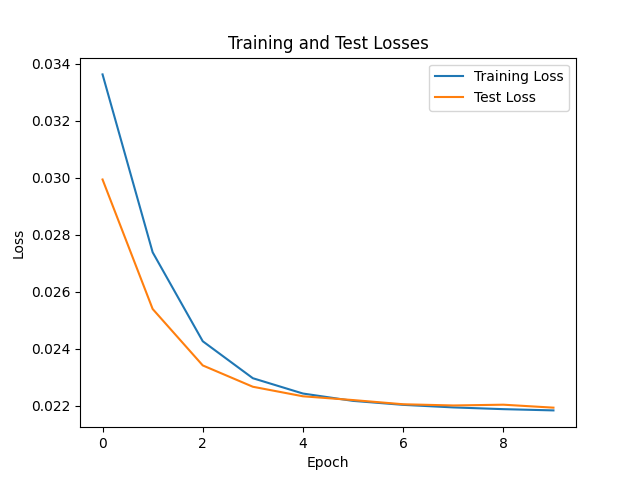 Training and Test Losses
Training Loss
Test Loss
Loss
0.034
0.032
0.030
0.028
0.026
0.024
0.022
0 2 4 6 8
Epoch